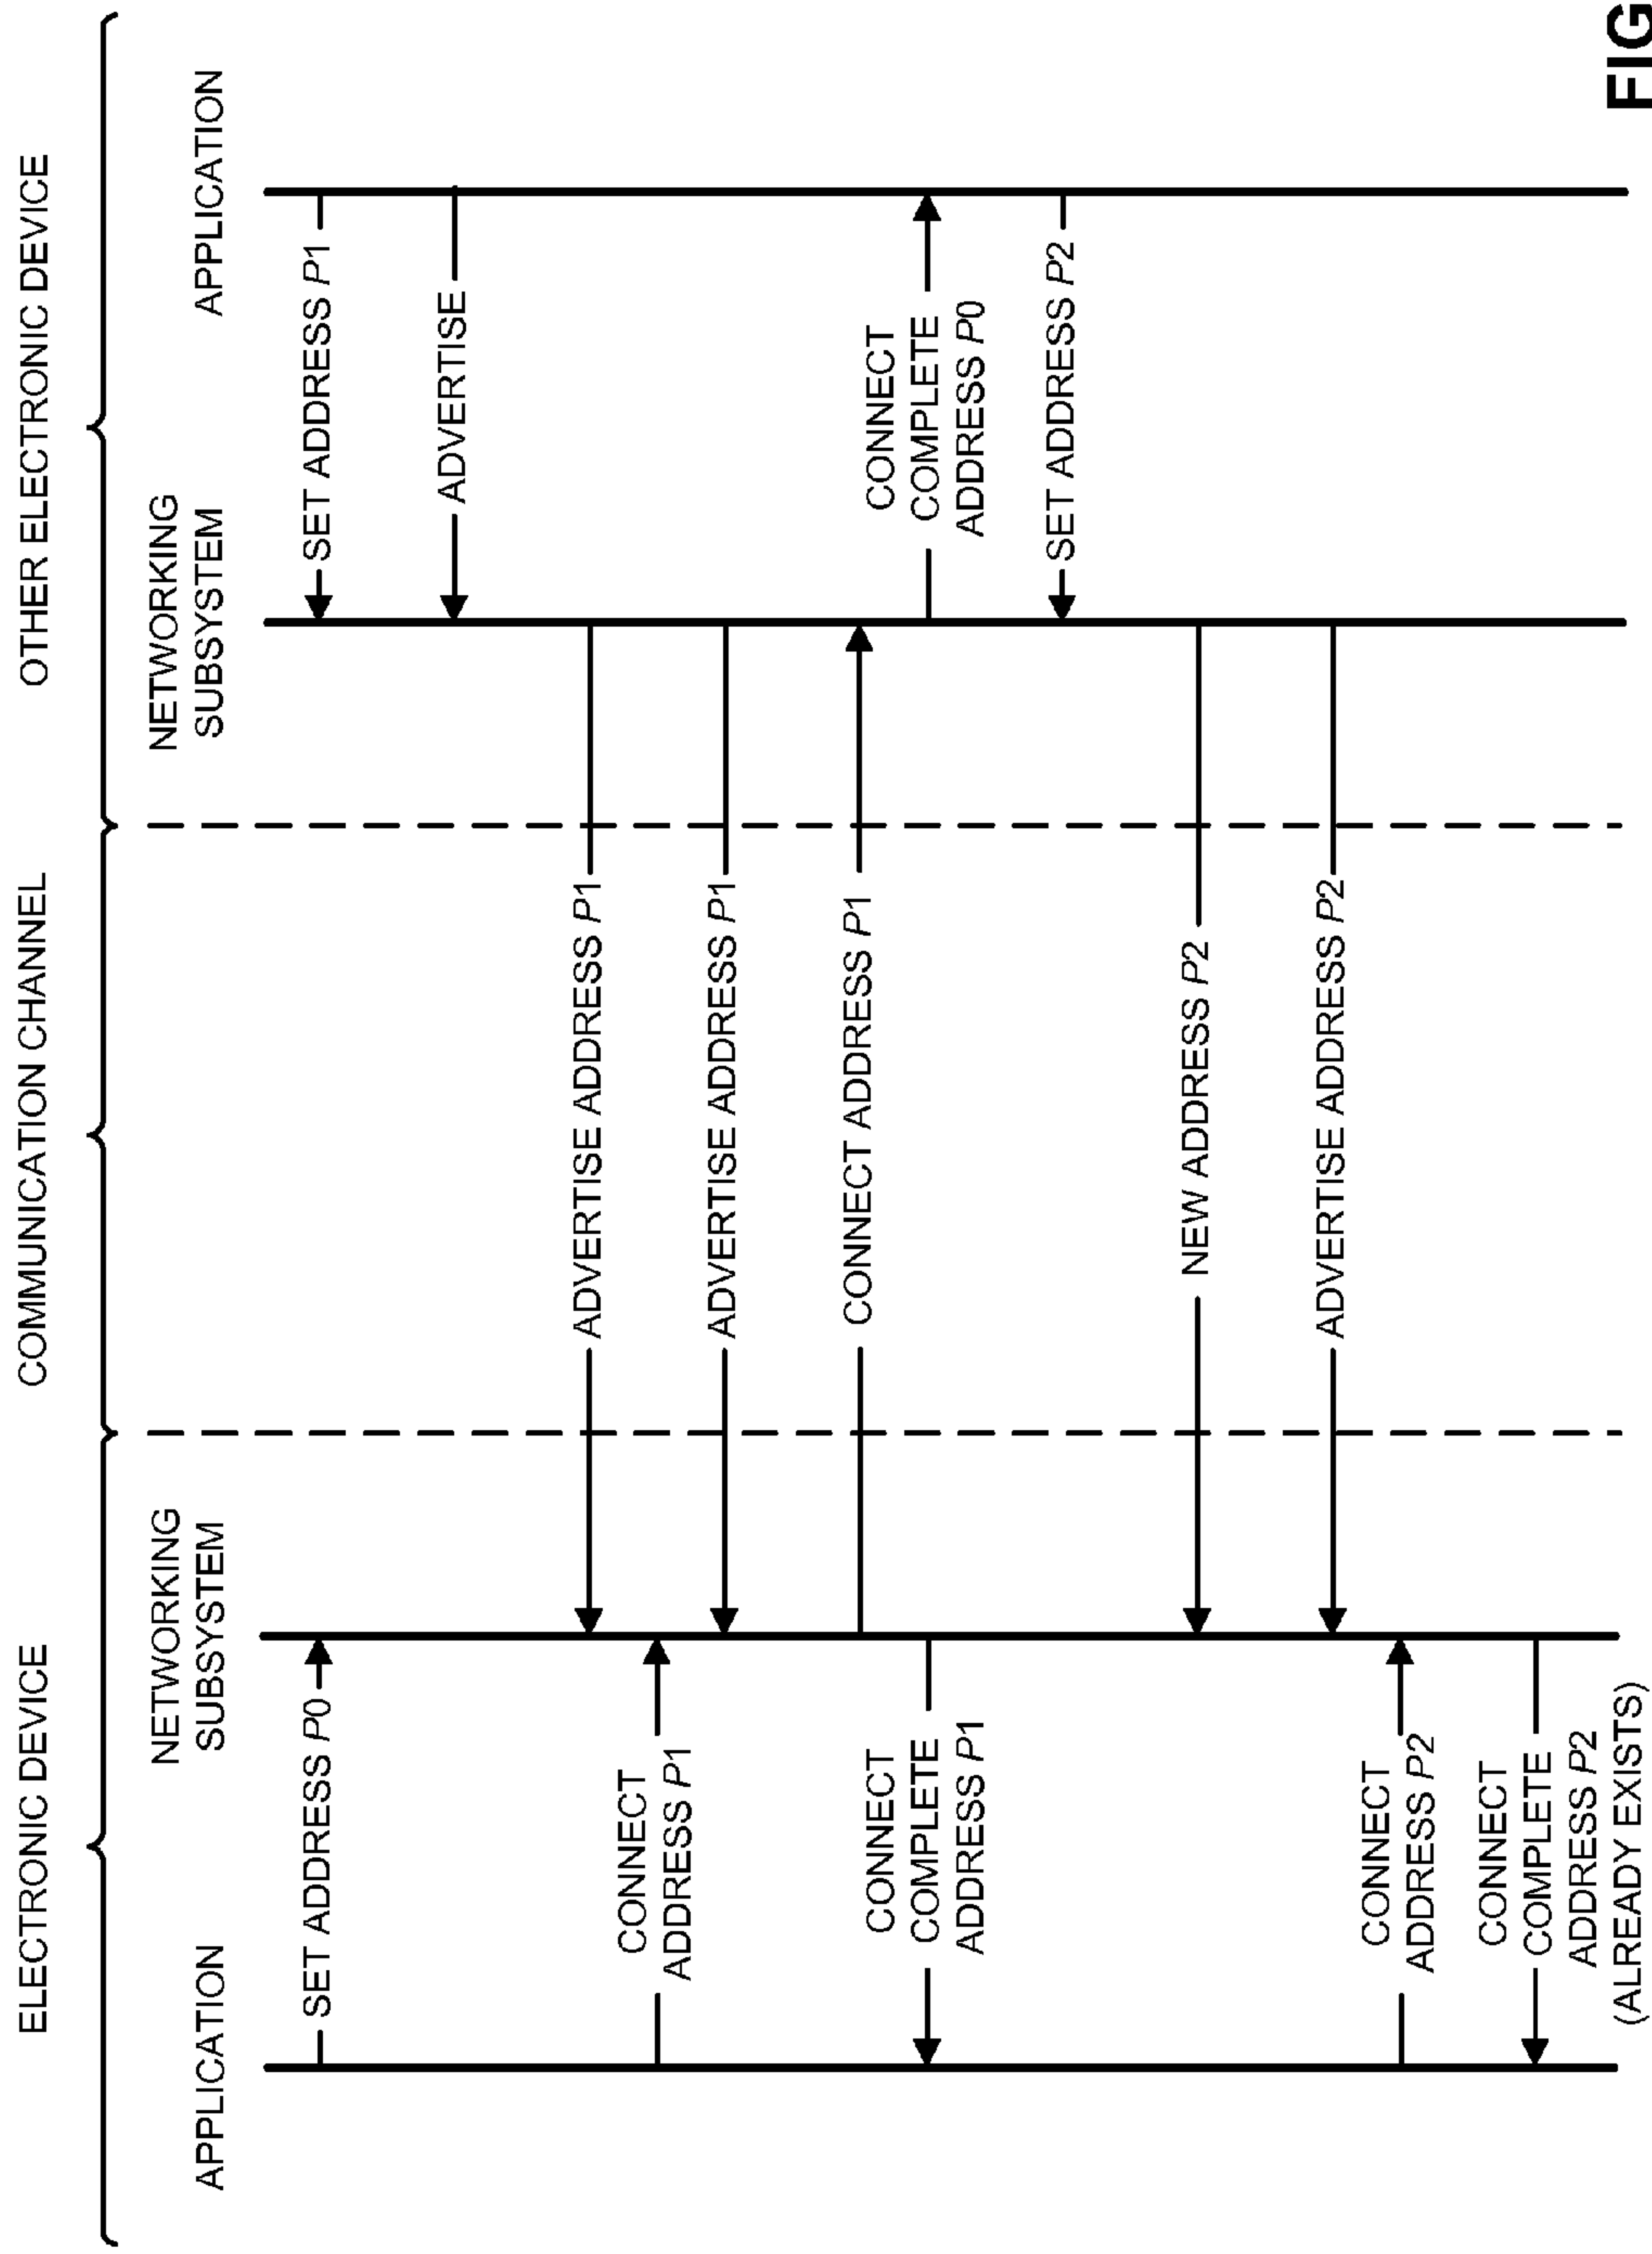 ELECTRONIC DEVICE
COMMUNICATION CHANNEL
OTHER ELECTRONIC DEVICE
APPLICATION
NETWORKING
SUBSYSTEM
NETWORKING
SUBSYSTEM
APPLICATION
SET ADDRESS P0
SET ADDRESS P1
ADVERTISE
ADVERTISE ADDRESS P1
CONNECT
ADDRESS P1
ADVERTISE ADDRESS P1
CONNECT ADDRESS P1
CONNECT
COMPLETE
ADDRESS P1
CONNECT
COMPLETE
ADDRESS P0
SET ADDRESS P2
NEW ADDRESS P2
ADVERTISE ADDRESS P2
CONNECT
ADDRESS P2
CONNECT
COMPLETE
ADDRESS P2
(ALREADY EXISTS)
FIG